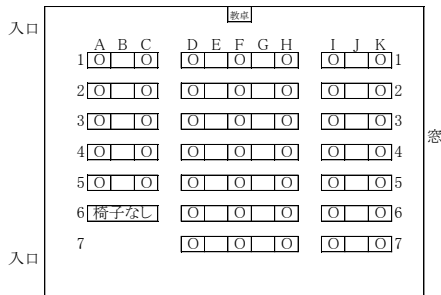 教卓
入口
A B C D E F G H I J K
1 O O O O O O O 1
2 O O O O O O O 2
3 O O O O O O O 3
4 O O O O O O O 4
窓
5 O O O O O O O 5
6 椅子なし O O O O O 6
7 O O O O O 7
入口